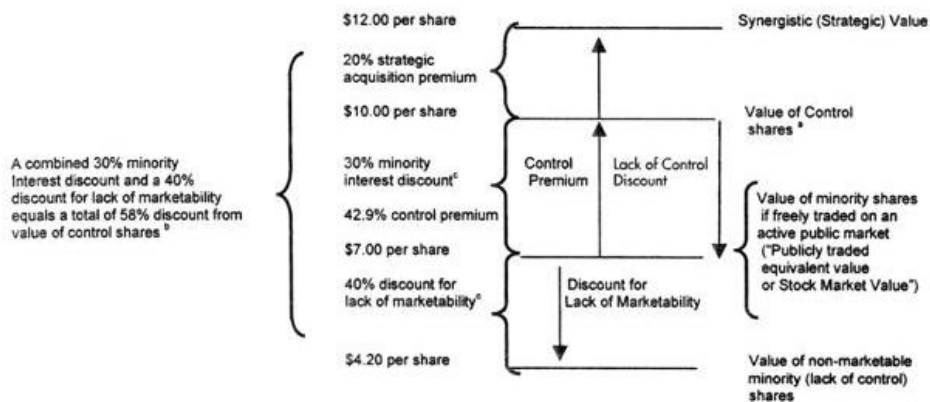 $12.00 per share
Synergistic (Strategic) Value
20% strategic
acquisition premium
$10.00 per share
Value of Control
shares a
A combined 30% minority
Interest discount and a 40%
discount for lack of marketability
equals a total of 58% discount from
value of control shares b
30% minority
interest discount c
42.9% control premium
$7.00 per share
Control
Premium
Lack of Control
Discount
Value of minority shares
if freely traded on an
active public market
("Publicly traded
equivalent value
or Stock Market Value")
40% discount for
lack of marketability c
Discount for
Lack of Marketability
$4.20 per share
Value of non-marketable
minority (lack of control)
shares